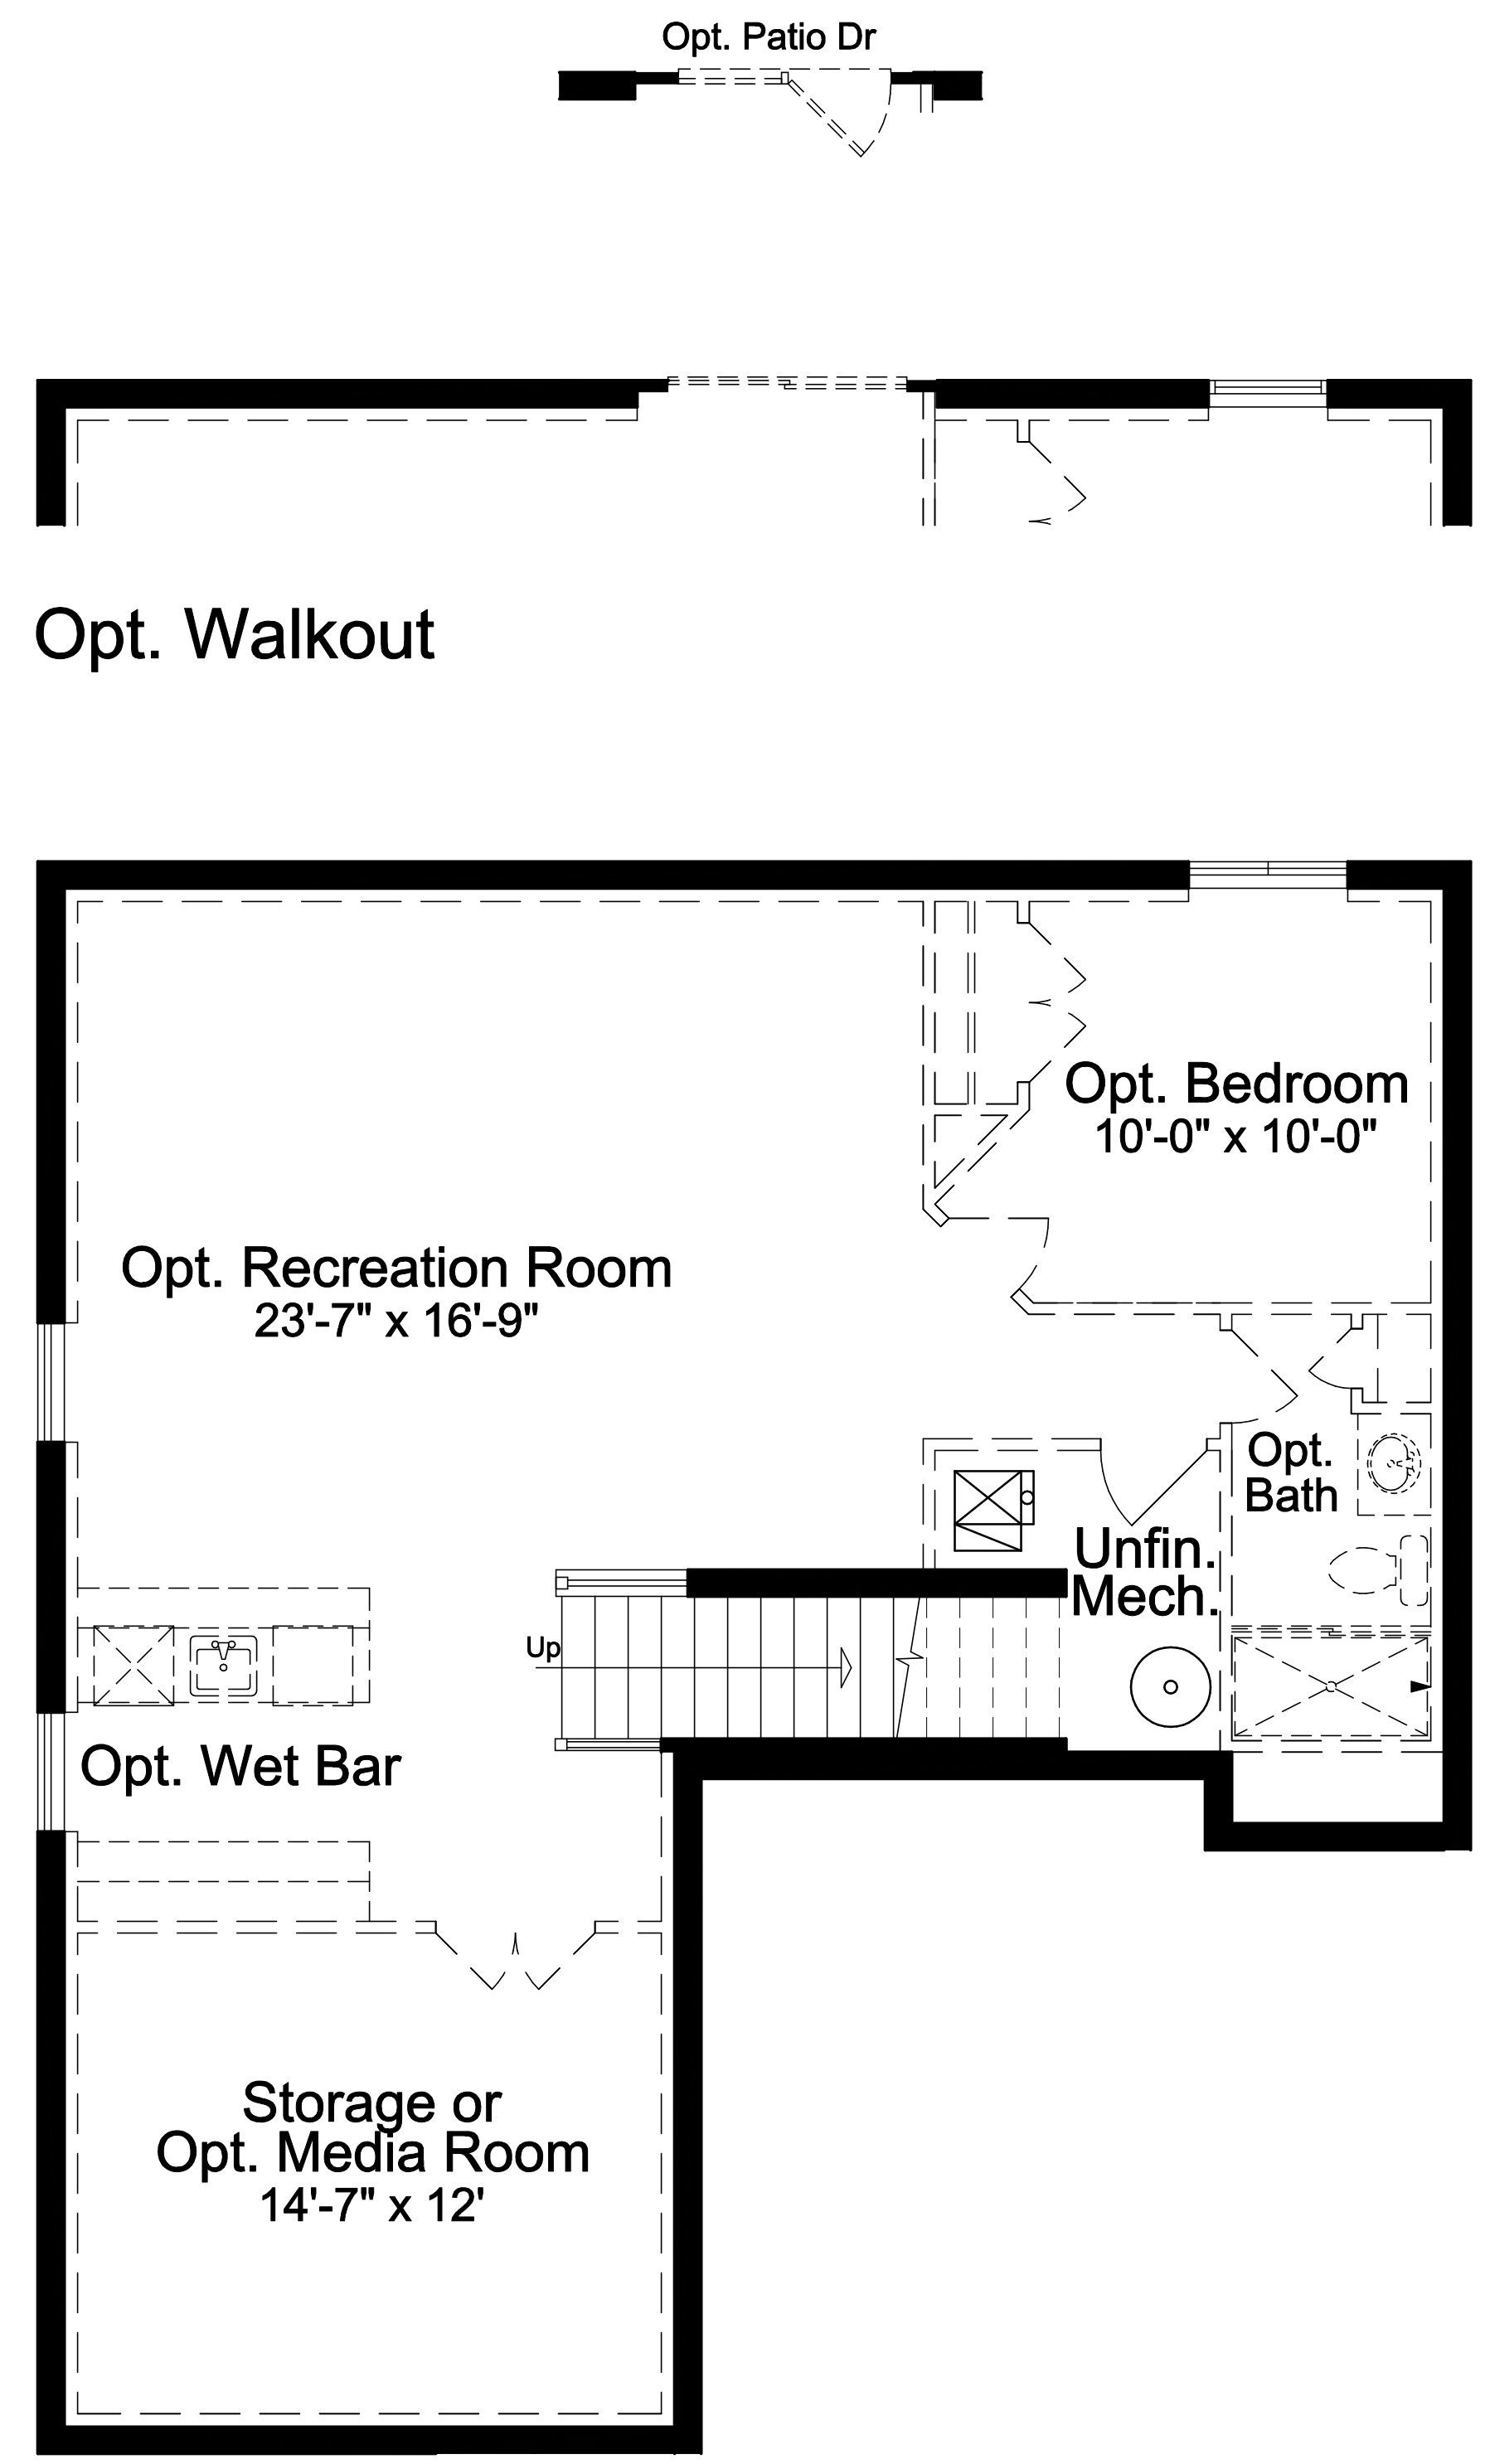 Opt. Patio Dr
Opt. Walkout
Opt. Bedroom
10'-0" x 10'-0"
Opt. Recreation Room
23'-7" x 16'-9"
Opt.
Bath
Unfin.
Mech.
Up
Opt. Wet Bar
Storage or
Opt. Media Room
14'-7" x 12'